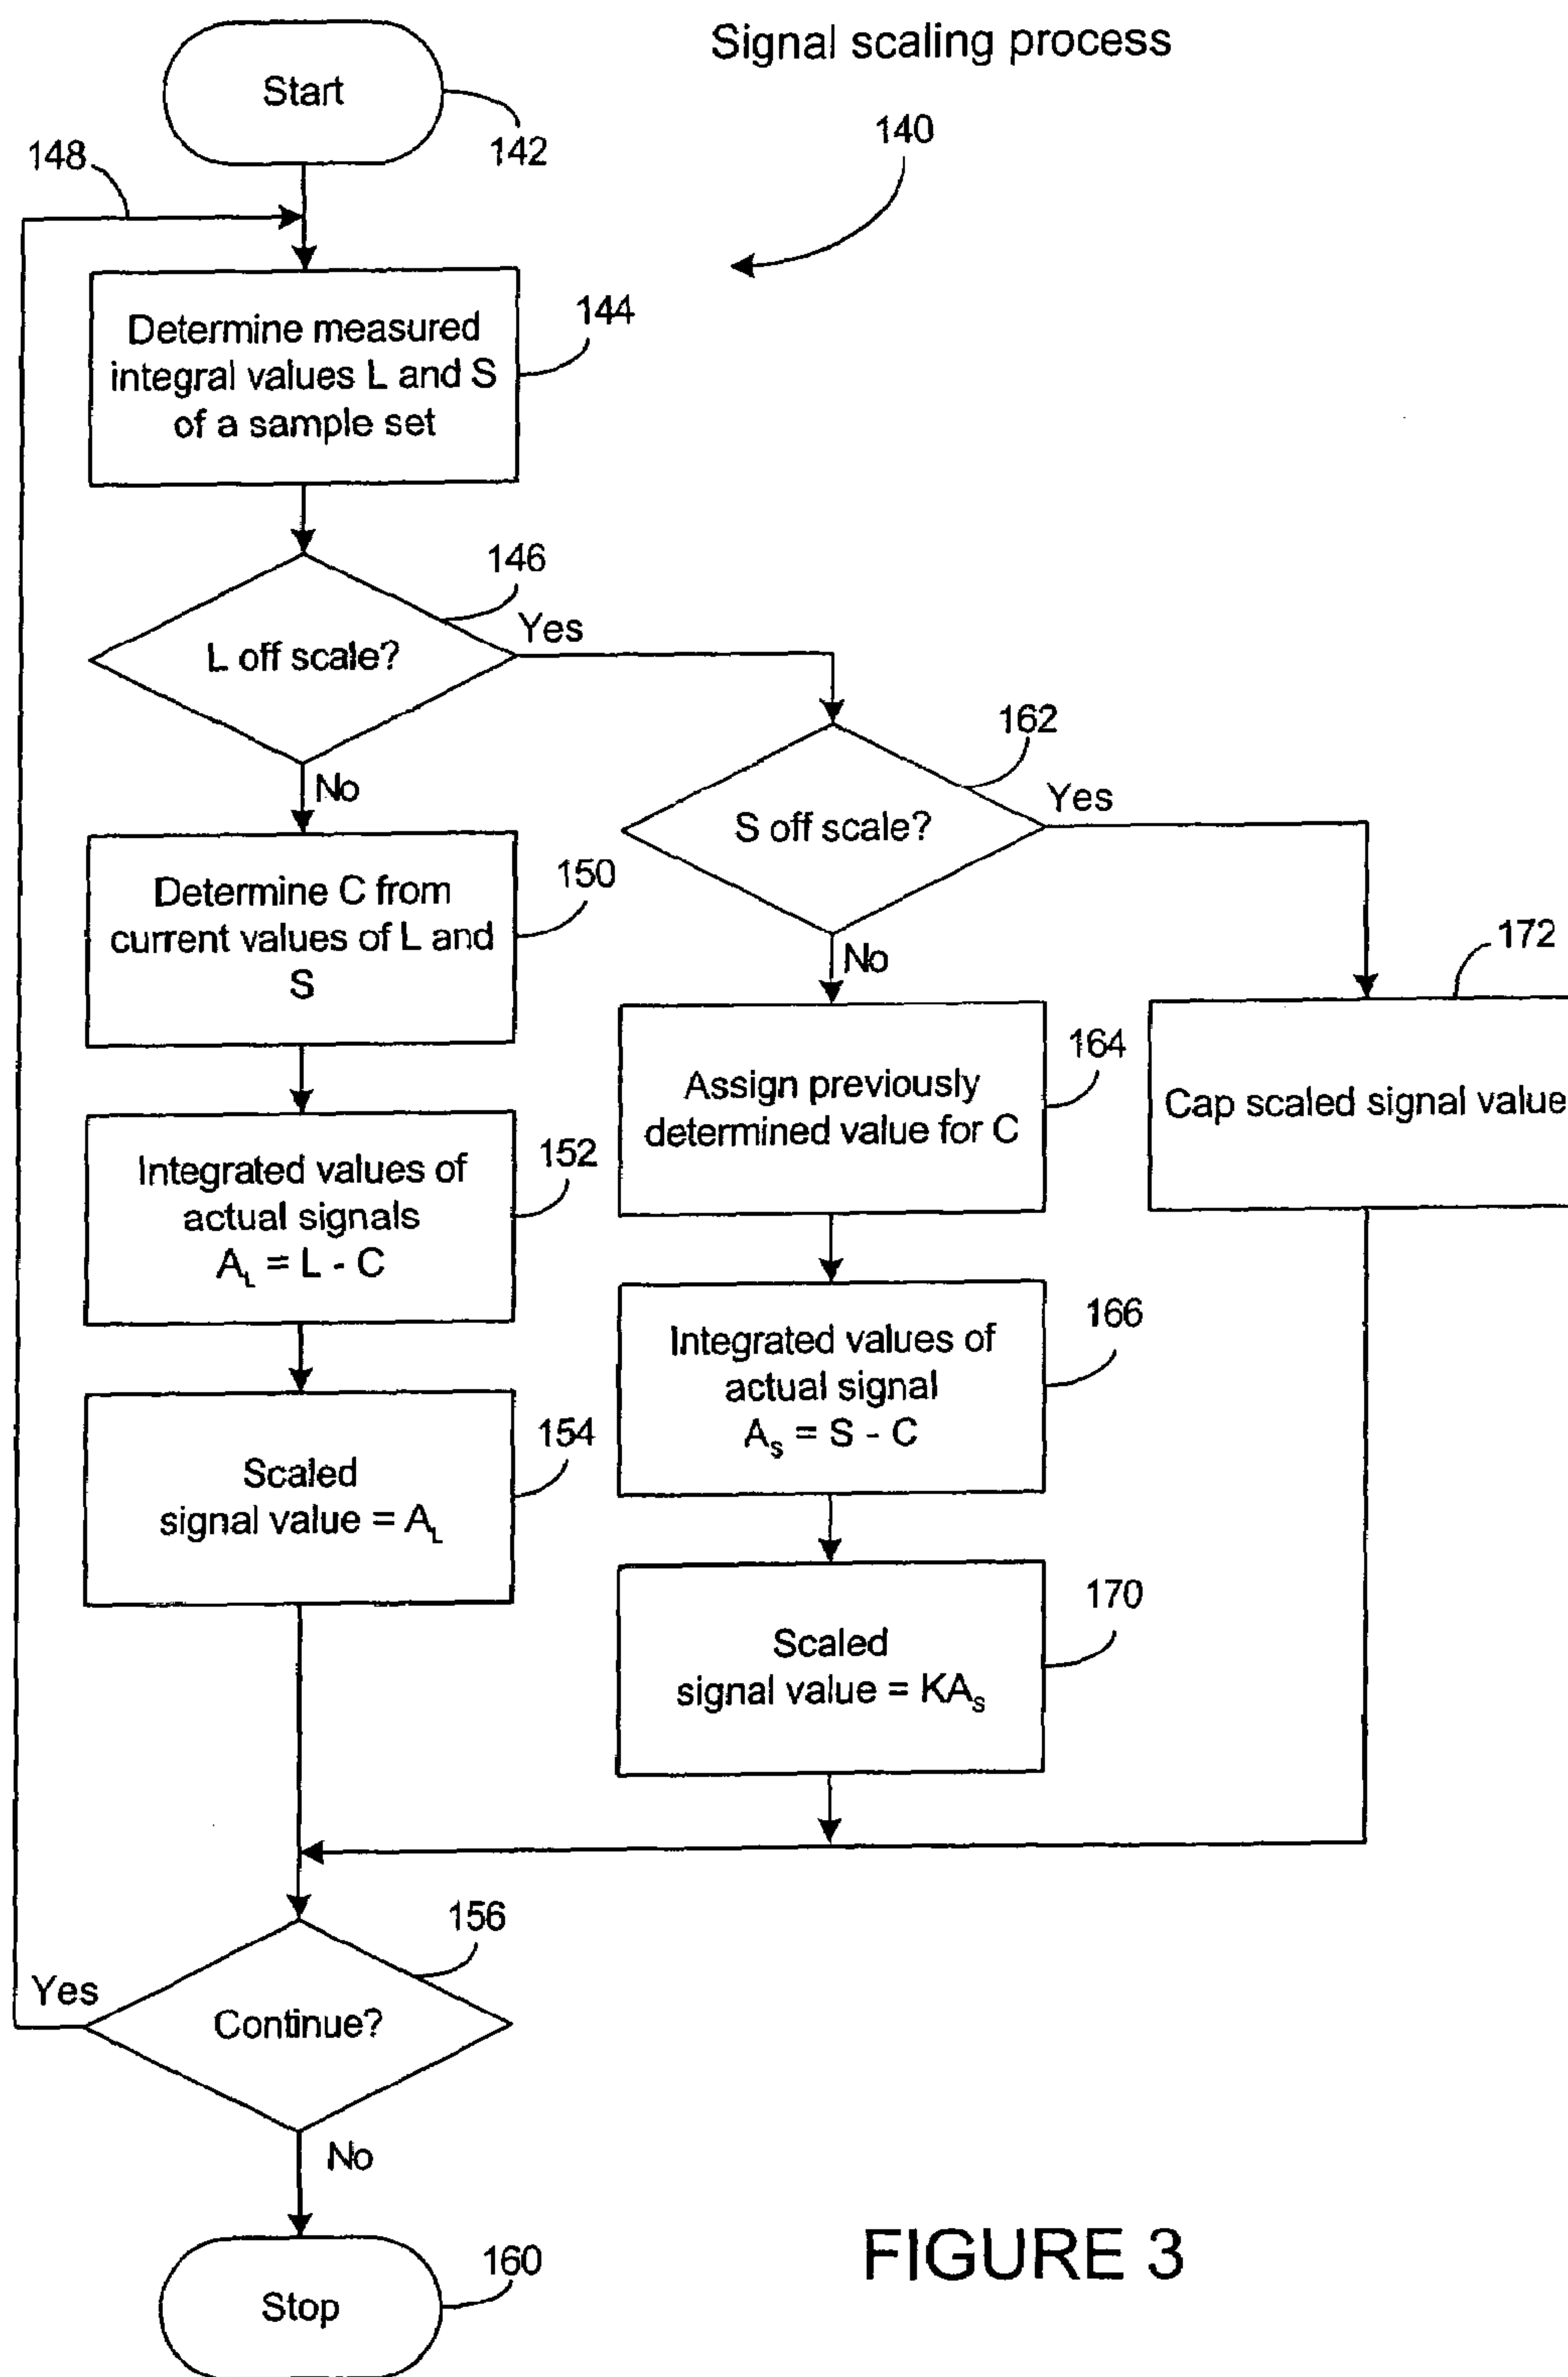 Signal scaling process
Start
142
140
148
Determine measured
integral values L and S
of a sample set
144
L off scale?
146
Yes
No
S off scale?
162
Yes
No
Determine C from
current values of L and
S
150
Assign previously
determined value for C
164
Cap scaled signal value
172
Integrated values of
actual signals
A_L = L - C
152
Integrated values of
actual signal
A_S = S - C
166
Scaled
signal value = A_L
154
Scaled
signal value = KA_S
170
Continue?
156
Yes
No
Stop
160
FIGURE 3